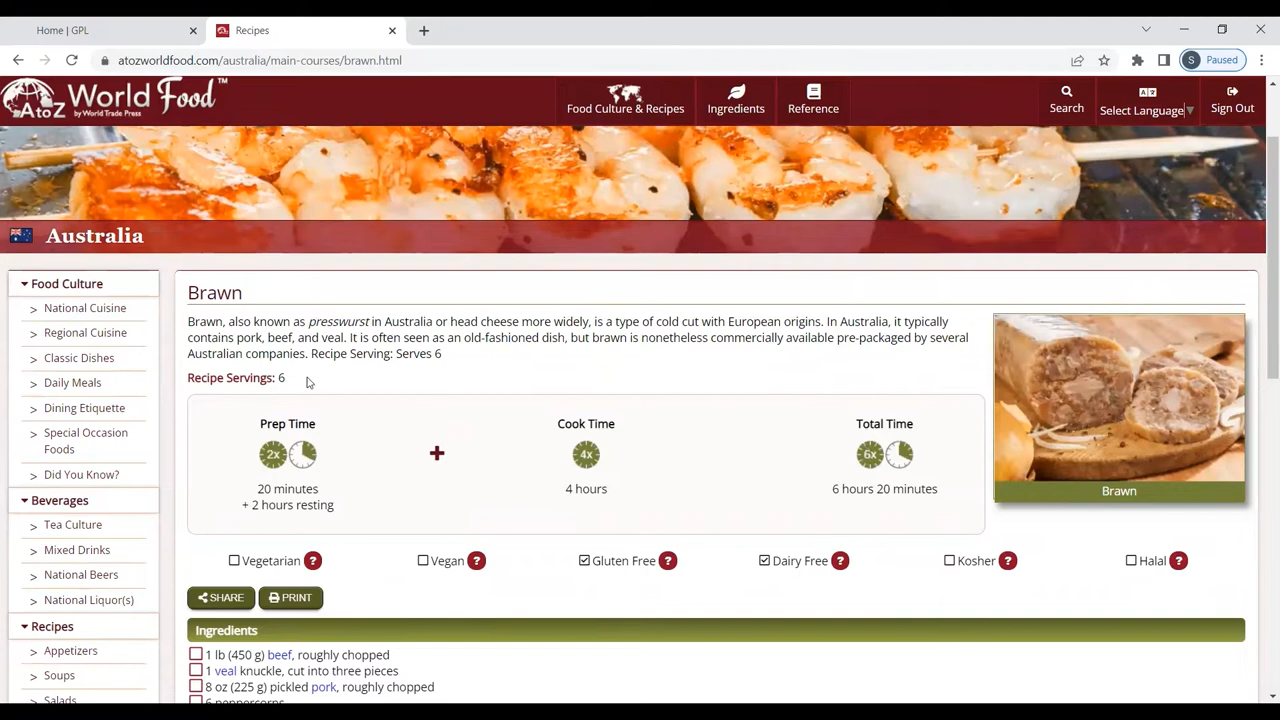 Home | GPL
Recipes
atozworldfood.com/australia/main-courses/brawn.html
S Paused
AtoZ World Food™
by World Trade Press
Food Culture & Recipes
Ingredients
Reference
Search
Select Language
Sign Out
Australia
Food Culture
> National Cuisine
> Regional Cuisine
> Classic Dishes
> Daily Meals
> Dining Etiquette
> Special Occasion
Foods
> Did You Know?
Beverages
> Tea Culture
> Mixed Drinks
> National Beers
> National Liquor(s)
Recipes
> Appetizers
> Soups
> Salads
Brawn
Brawn, also known as presswurst in Australia or head cheese more widely, is a type of cold cut with European origins. In Australia, it typically
contains pork, beef, and veal. It is often seen as an old-fashioned dish, but brawn is nonetheless commercially available pre-packaged by several
Australian companies. Recipe Serving: Serves 6
Recipe Servings: 6
Prep Time
2x
20 minutes
+ 2 hours resting
Cook Time
4x
4 hours
Total Time
6x
6 hours 20 minutes
Brawn
Vegetarian ?
Vegan ?
Gluten Free ?
Dairy Free ?
Kosher ?
Halal ?
SHARE
PRINT
Ingredients
1 lb (450 g) beef, roughly chopped
1 veal knuckle, cut into three pieces
8 oz (225 g) pickled pork, roughly chopped
6 peppercorns